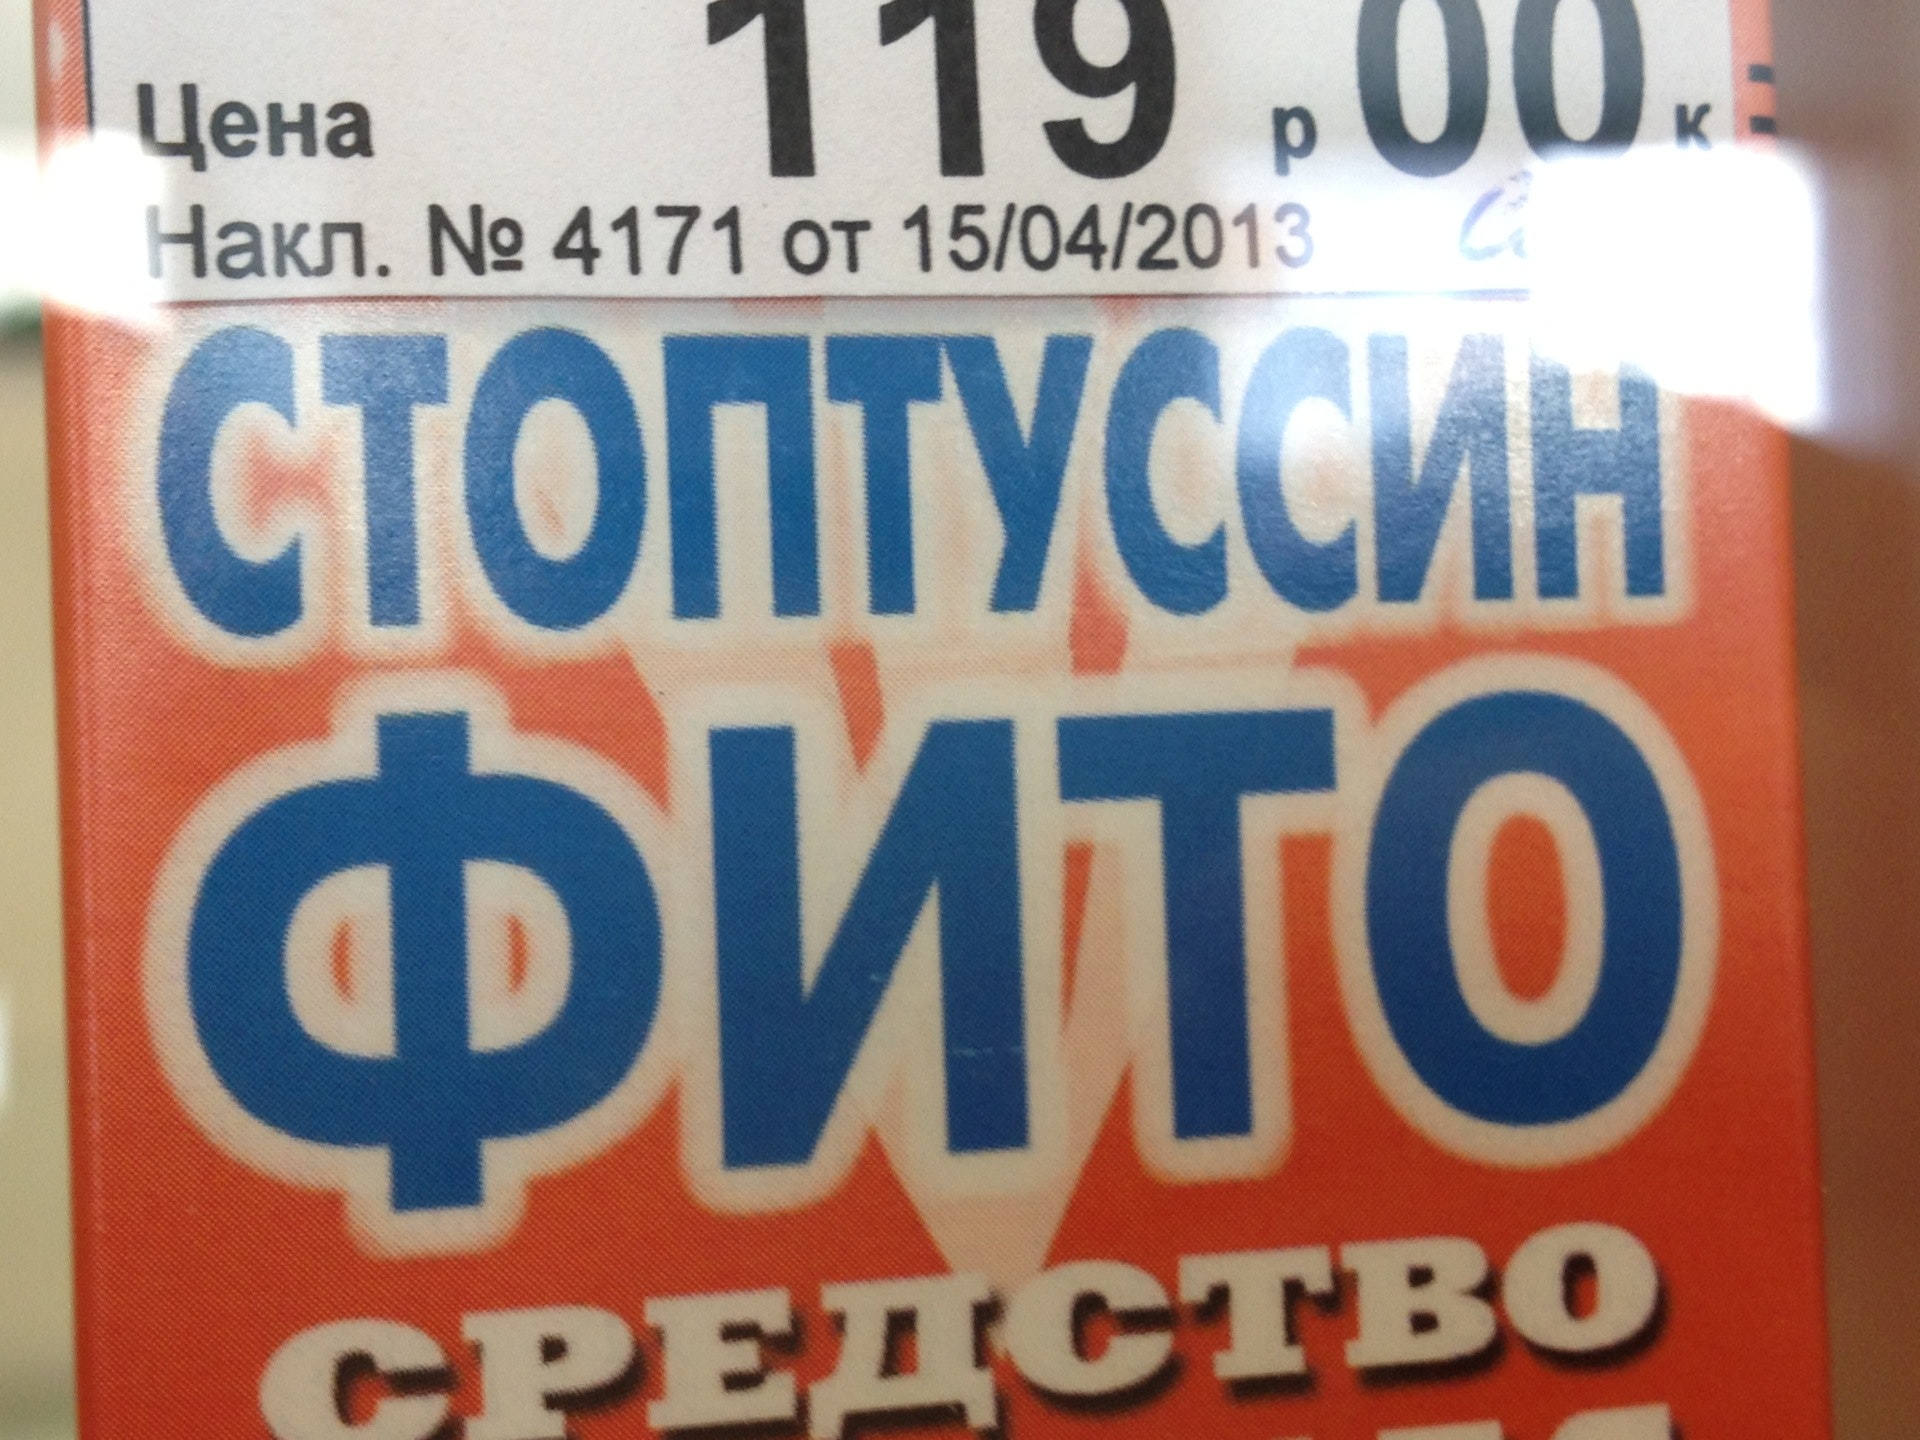 Цена 119 р 00 к
Накл. № 4171 от 15/04/2013
СТОПТУССИН
ФИТО
СРЕДСТВО